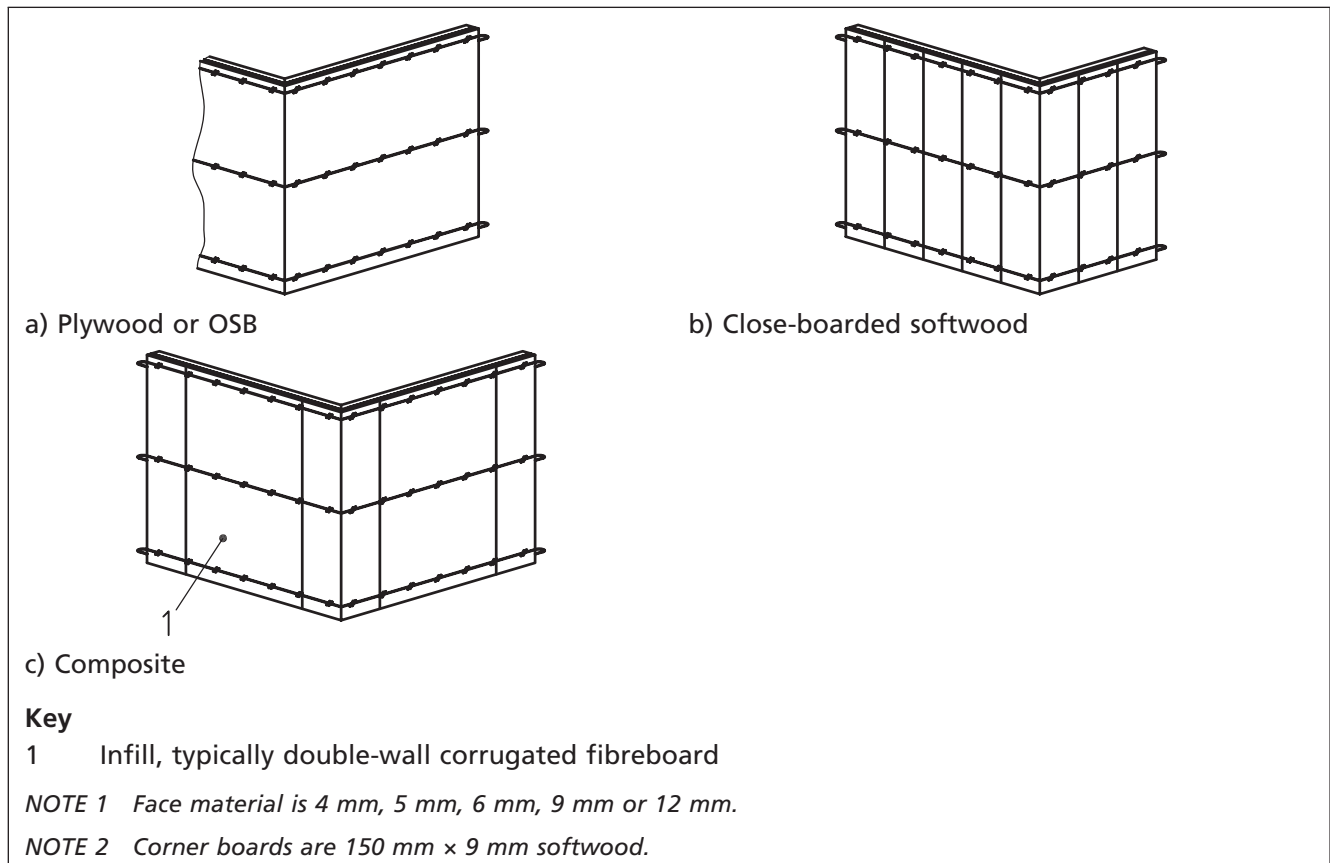 a) Plywood or OSB
b) Close-boarded softwood
1
c) Composite
Key
1 Infill, typically double-wall corrugated fibreboard
NOTE 1 Face material is 4 mm, 5 mm, 6 mm, 9 mm or 12 mm.
NOTE 2 Corner boards are 150 mm × 9 mm softwood.